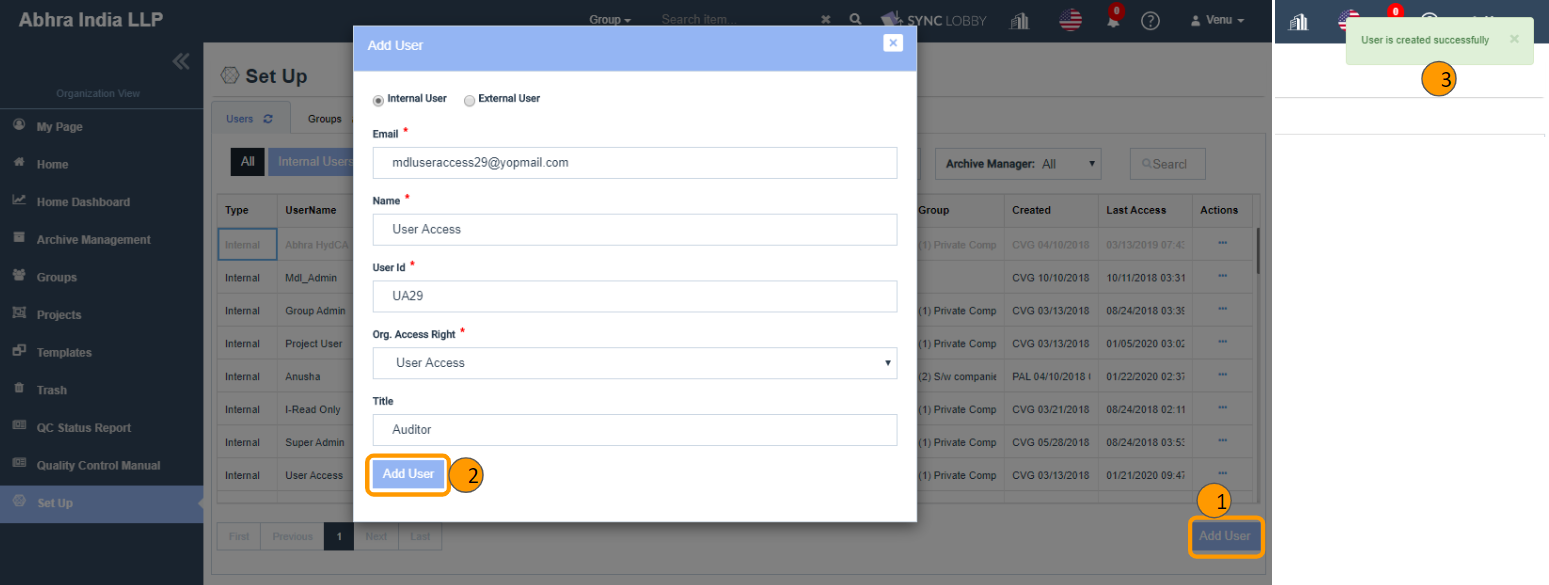 Abhra India LLP
Group
Search item...
SYNC LOBBY
0
Venu
Organization View
My Page
Home
Home Dashboard
Archive Management
Groups
Projects
Templates
Trash
QC Status Report
Quality Control Manual
Set Up
Set Up
Users
Groups
All
Internal Users
Archive Manager: All
Search
Type UserName Group Created Last Access Actions
Internal Abhra HydCA (1) Private Comp CVG 04/10/2018 03/13/2019 07:42
Internal Mdl_Admin CVG 10/10/2018 10/11/2018 03:31
Internal Group Admin (1) Private Comp CVG 03/13/2018 08/24/2018 03:39
Internal Project User (1) Private Comp CVG 03/13/2018 01/05/2020 03:02
Internal Anusha (2) S/w companie PAL 04/10/2018 01/22/2020 02:37
Internal I-Read Only (1) Private Comp CVG 03/21/2018 08/24/2018 02:11
Internal Super Admin (1) Private Comp CVG 05/28/2018 08/24/2018 03:53
Internal User Access (1) Private Comp CVG 03/13/2018 01/21/2020 09:47
First Previous 1 Next Last
1
Add User
Add User
Internal User External User
Email *
mdluseraccess29@yopmail.com
Name *
User Access
User Id *
UA29
Org. Access Right *
User Access
Title
Auditor
Add User
2
0
User is created successfully
3